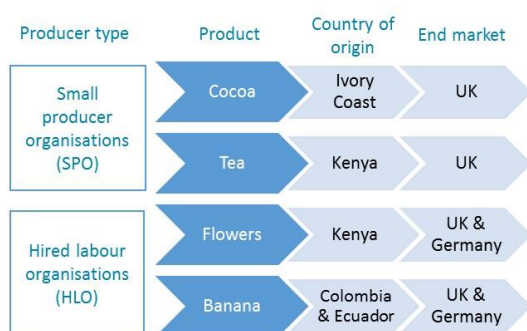 Producer type
Product
Country of
origin
End market
Small
producer
organisations
(SPO)
Cocoa
Ivory
Coast
UK
Tea
Kenya
UK
Hired labour
organisations
(HLO)
Flowers
Kenya
UK &
Germany
Banana
Colombia
& Ecuador
UK &
Germany